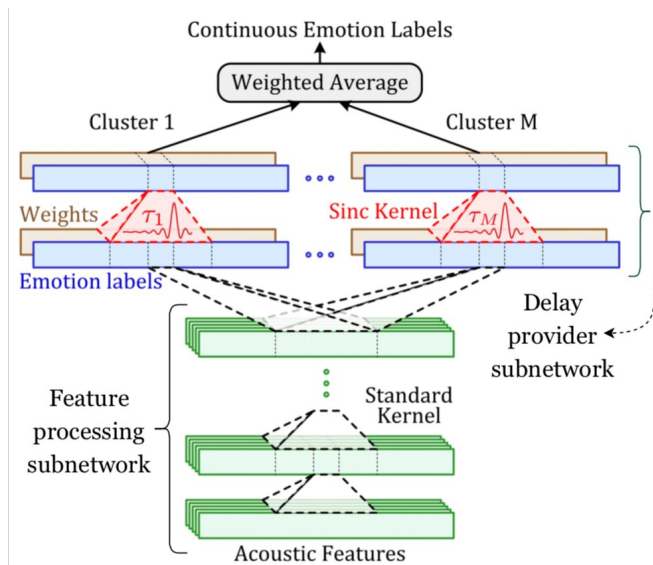 Continuous Emotion Labels
Weighted Average
Cluster 1
Cluster M
Weights
τ1
Sinc Kernel
τM
Emotion labels
Delay
provider
subnetwork
Feature
processing
subnetwork
Standard
Kernel
Acoustic Features